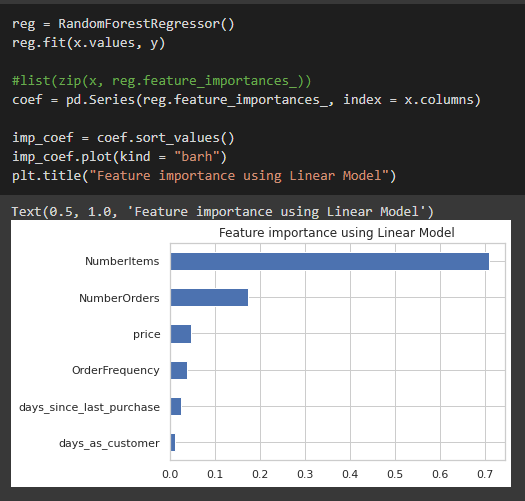 reg = RandomForestRegressor()
reg.fit(x.values, y)
#list(zip(x, reg.feature_importances_))
coef = pd.Series(reg.feature_importances_, index = x.columns)
imp_coef = coef.sort_values()
imp_coef.plot(kind = "barh")
plt.title("Feature importance using Linear Model")
Text(0.5, 1.0, 'Feature importance using Linear Model')
Feature importance using Linear Model
NumberItems
NumberOrders
price
OrderFrequency
days_since_last_purchase
days_as_customer
0.0 0.1 0.2 0.3 0.4 0.5 0.6 0.7